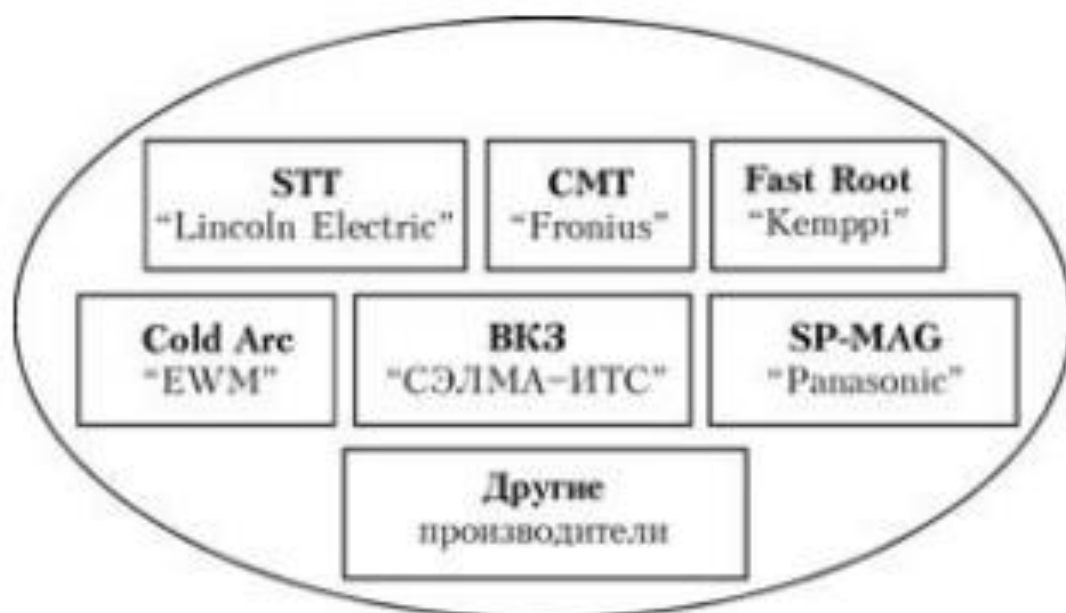 STT
“Lincoln Electric”
CMT
“Fronius”
Fast Root
“Kemppi”
Cold Arc
“EWM”
ВКЗ
“СЭЛМА–ИТС”
SP-MAG
“Panasonic”
Другие
производители